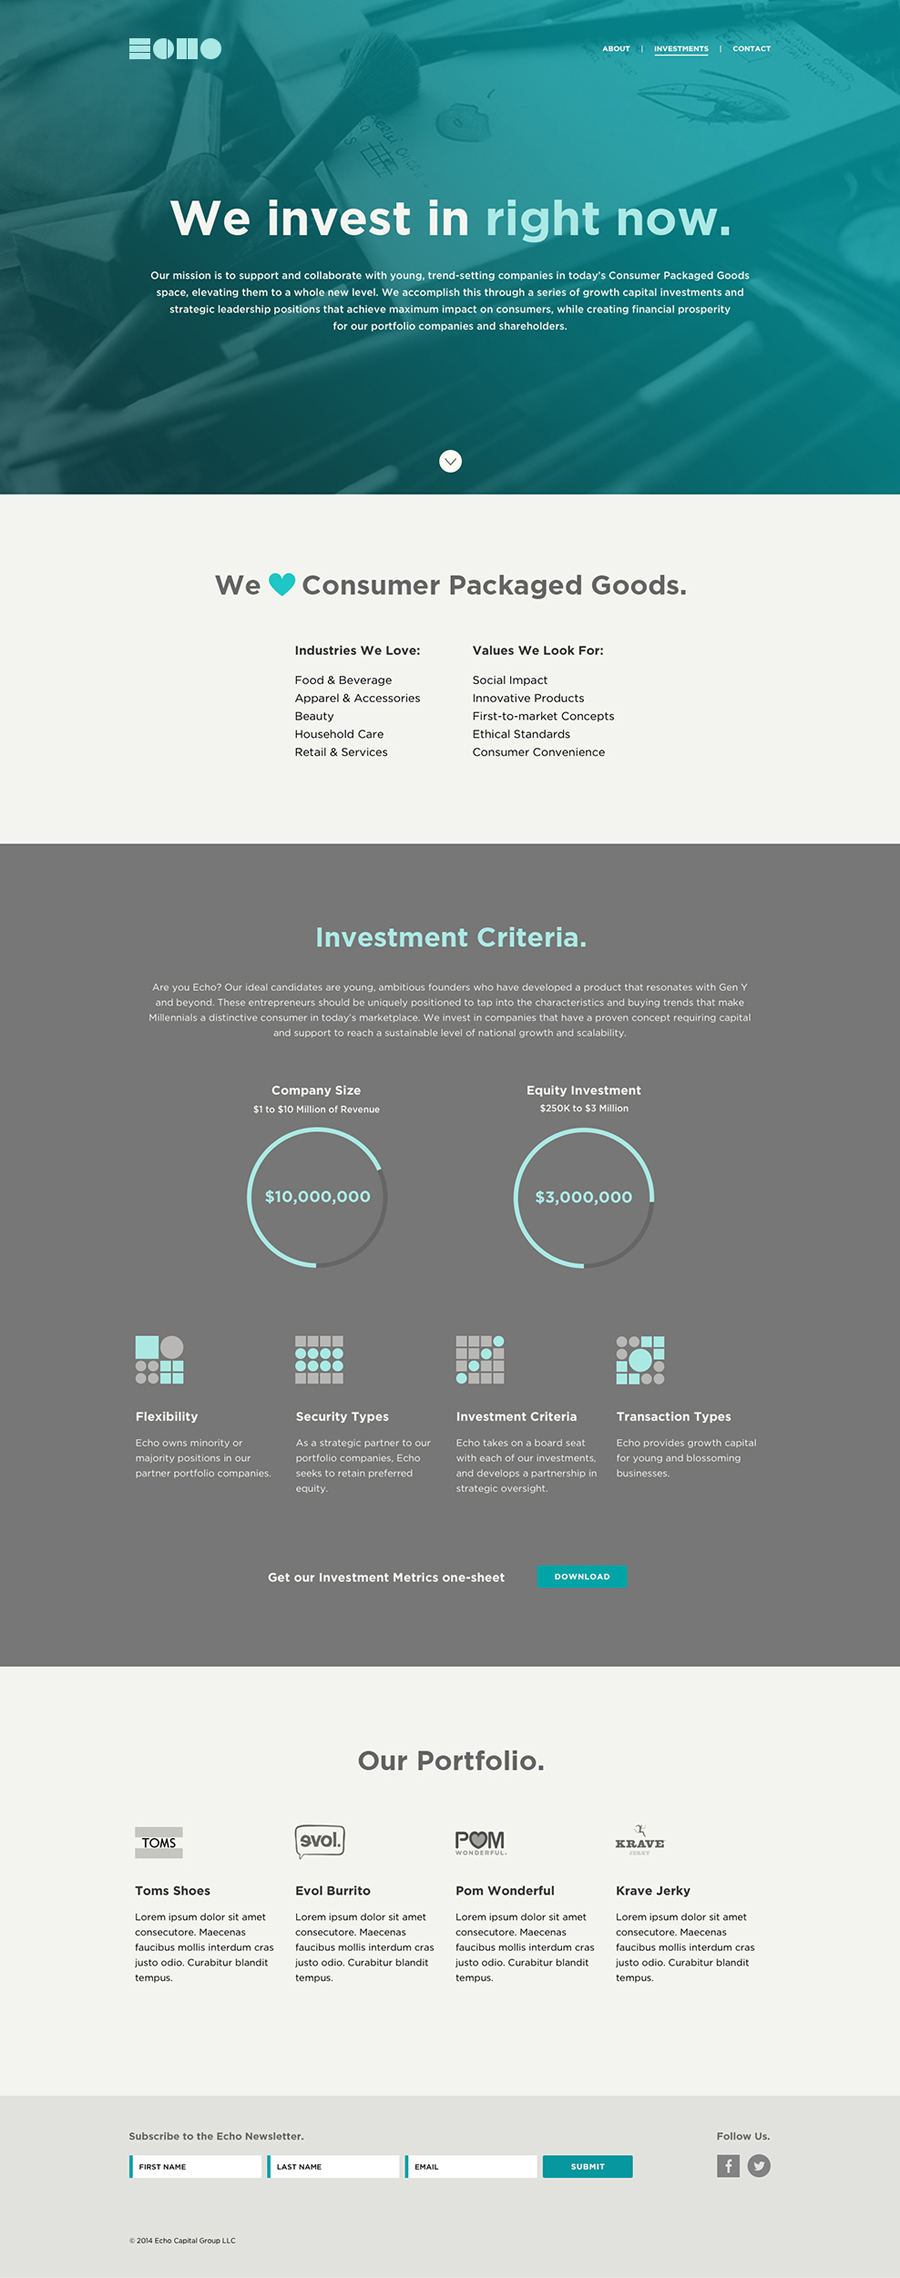 ECHO
ABOUT | INVESTMENTS | CONTACT
We invest in right now.
Our mission is to support and collaborate with young, trend-setting companies in today's Consumer Packaged Goods
space, elevating them to a whole new level. We accomplish this through a series of growth capital investments and
strategic leadership positions that achieve maximum impact on consumers, while creating financial prosperity
for our portfolio companies and shareholders.
We Consumer Packaged Goods.
Industries We Love:
Food & Beverage
Apparel & Accessories
Beauty
Household Care
Retail & Services
Values We Look For:
Social Impact
Innovative Products
First-to-market Concepts
Ethical Standards
Consumer Convenience
Investment Criteria.
Are you Echo? Our ideal candidates are young, ambitious founders who have developed a product that resonates with Gen Y
and beyond. These entrepreneurs should be uniquely positioned to tap into the characteristics and buying trends that make
Millennials a distinctive consumer in today's marketplace. We invest in companies that have a proven concept requiring capital
and support to reach a sustainable level of national growth and scalability.
Company Size
$1 to $10 Million of Revenue
$10,000,000
Equity Investment
$250K to $3 Million
$3,000,000
Flexibility
Echo owns minority or
majority positions in our
partner portfolio companies.
Security Types
As a strategic partner to our
portfolio companies, Echo
seeks to retain preferred
equity.
Investment Criteria
Echo takes on a board seat
with each of our investments,
and develops a partnership in
strategic oversight.
Transaction Types
Echo provides growth capital
for young and blossoming
businesses.
Get our Investment Metrics one-sheet
DOWNLOAD
Our Portfolio.
TOMS
Toms Shoes
Lorem ipsum dolor sit amet
consecutore. Maecenas
faucibus mollis interdum cras
justo odio. Curabitur blandit
tempus.
evol.
Evol Burrito
Lorem ipsum dolor sit amet
consecutore. Maecenas
faucibus mollis interdum cras
justo odio. Curabitur blandit
tempus.
POM
WONDERFUL.
Pom Wonderful
Lorem ipsum dolor sit amet
consecutore. Maecenas
faucibus mollis interdum cras
justo odio. Curabitur blandit
tempus.
KRAVE
JERKY
Krave Jerky
Lorem ipsum dolor sit amet
consecutore. Maecenas
faucibus mollis interdum cras
justo odio. Curabitur blandit
tempus.
Subscribe to the Echo Newsletter.
FIRST NAME
LAST NAME
EMAIL
SUBMIT
Follow Us.
© 2014 Echo Capital Group LLC